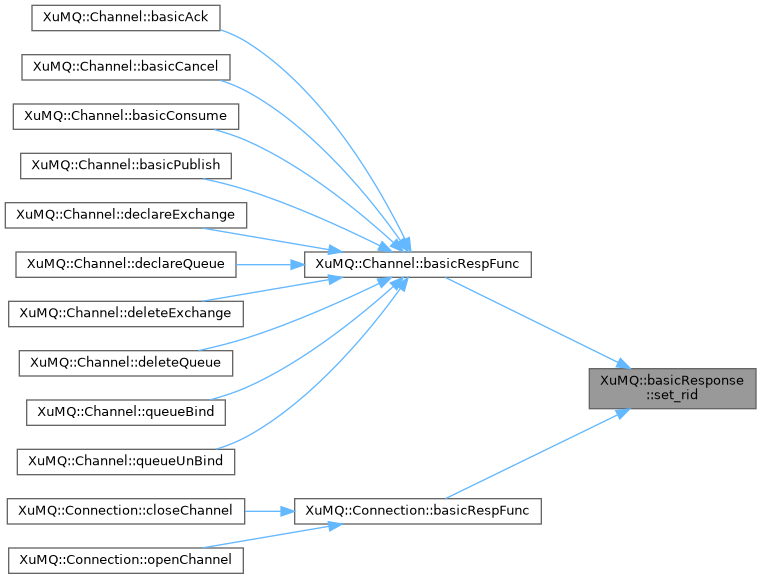 XuMQ::Channel::basicAck
XuMQ::Channel::basicCancel
XuMQ::Channel::basicConsume
XuMQ::Channel::basicPublish
XuMQ::Channel::declareExchange
XuMQ::Channel::declareQueue
XuMQ::Channel::deleteExchange
XuMQ::Channel::deleteQueue
XuMQ::Channel::queueBind
XuMQ::Channel::queueUnBind
XuMQ::Connection::closeChannel
XuMQ::Connection::openChannel
XuMQ::Channel::basicRespFunc
XuMQ::Connection::basicRespFunc
XuMQ::basicResponse
::set_rid